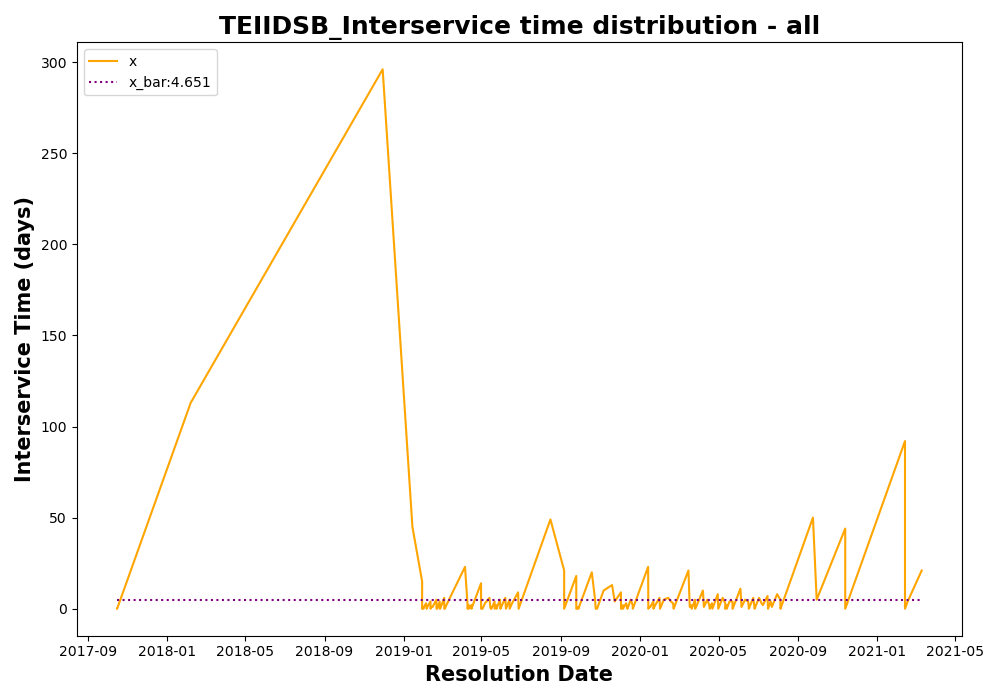 TEIIDSB_Interservice time distribution - all
x
x_bar:4.651
Interservice Time (days)
300
250
200
150
100
50
0
2017-09 2018-01 2018-05 2018-09 2019-01 2019-05 2019-09 2020-01 2020-05 2020-09 2021-01 2021-05
Resolution Date